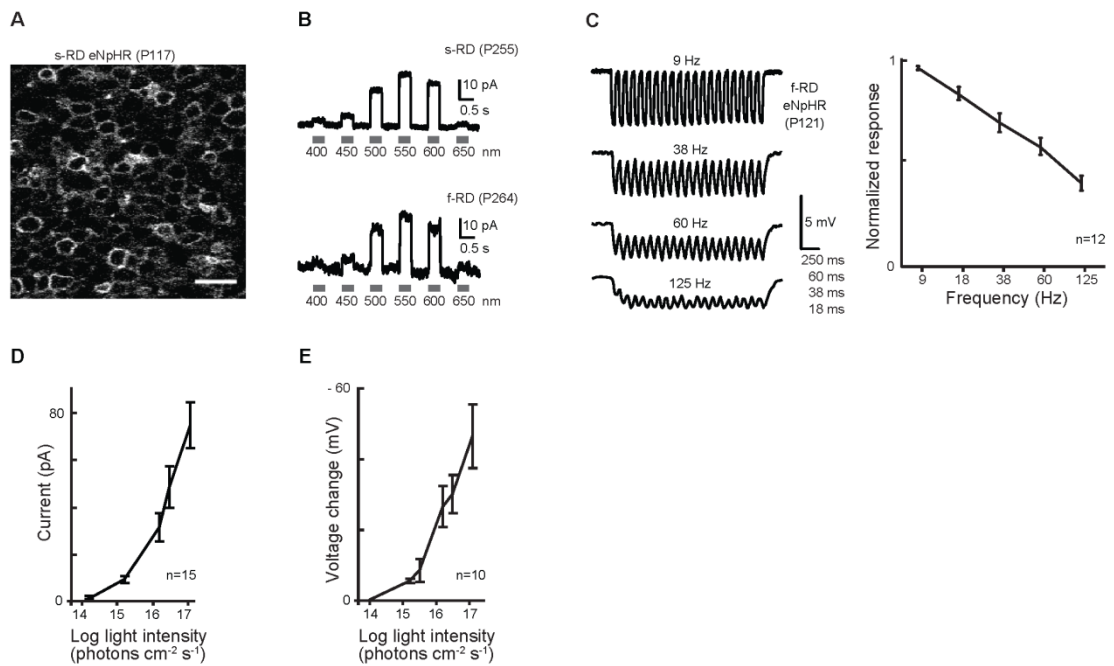 A
s-RD eNpHR (P117)
B
s-RD (P255)
10 pA
0.5 s
400 450 500 550 600 650 nm
f-RD (P264)
10 pA
0.5 s
400 450 500 550 600 650 nm
C
9 Hz
f-RD
eNpHR
(P121)
38 Hz
60 Hz
125 Hz
5 mV
250 ms
60 ms
38 ms
18 ms
1
Normalized response
0
n=12
9 18 38 60 125
Frequency (Hz)
D
80
Current (pA)
n=15
0
14 15 16 17
Log light intensity
(photons cm⁻² s⁻¹)
E
- 60
Voltage change (mV)
n=10
0
14 15 16 17
Log light intensity
(photons cm⁻² s⁻¹)